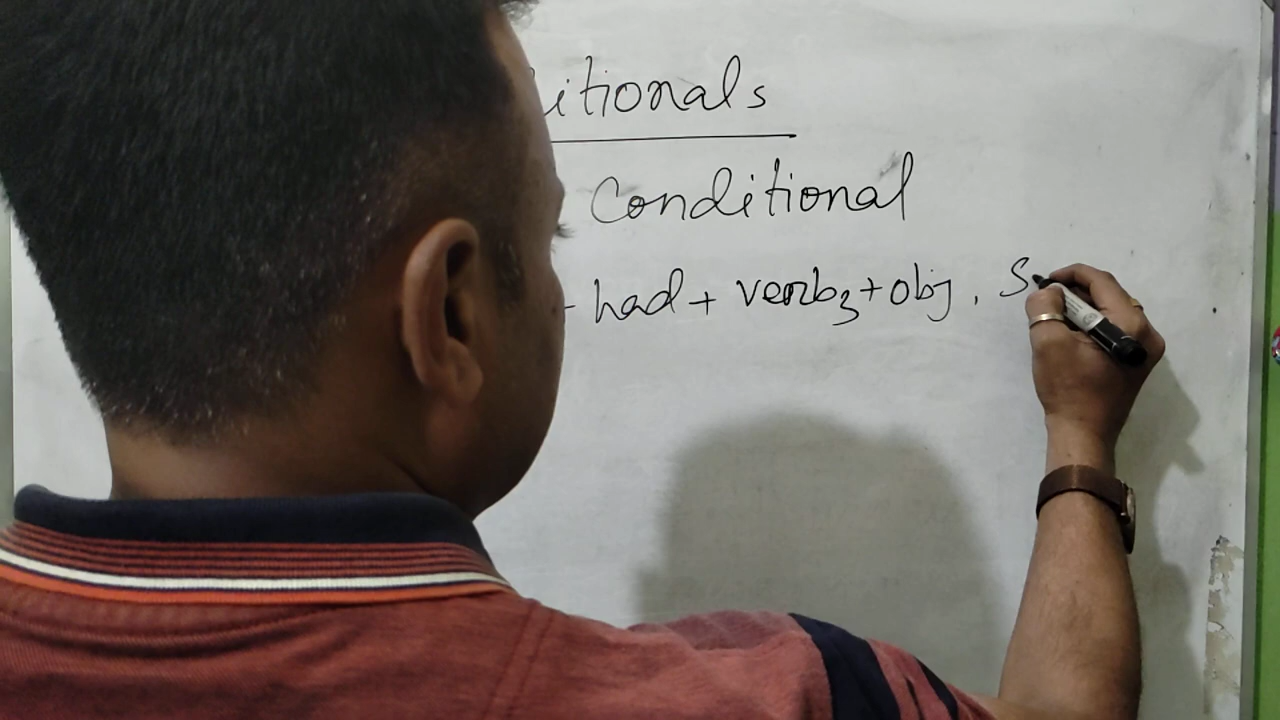 itionals
Conditional
- had + verb3 + obj, S